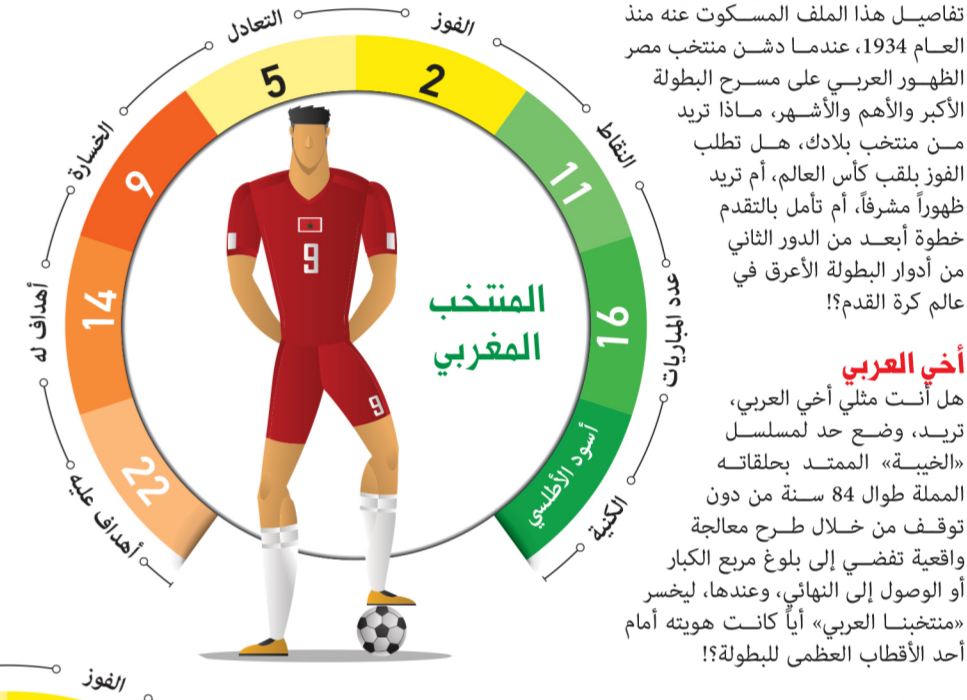 تفاصيل هذا الملف المسكوت عنه منذ
العام 1934، عندما دشن منتخب مصر
الظهور العربي على مسرح البطولة
الأكبر والأهم والأشهر، ماذا تريد
من منتخب بلادك، هل تطلب
الفوز بلقب كأس العالم، أم تريد
ظهوراً مشرفاً، أم تأمل بالتقدم
خطوة أبعد من الدور الثاني
من أدوار البطولة الأعرق في
عالم كرة القدم؟!
أخي العربي
هل أنت مثلي أخي العربي،
تريد، وضع حد لمسلسل
«الخيبة» الممتد بحلقاته
المملة طوال 84 سنة من دون
توقف من خلال طرح معالجة
واقعية تفضي إلى بلوغ مربع الكبار
أو الوصول إلى النهائي، وعندها، ليخسر
«منتخبنا العربي» أياً كانت هويته أمام
أحد الأقطاب العظمى للبطولة؟!
المنتخب
المغربي
الكنية
أسود الأطلسي
عدد المباريات
16
النقاط
11
الفوز
2
التعادل
5
الخسارة
9
أهداف له
14
أهداف عليه
22
9
9
الفوز